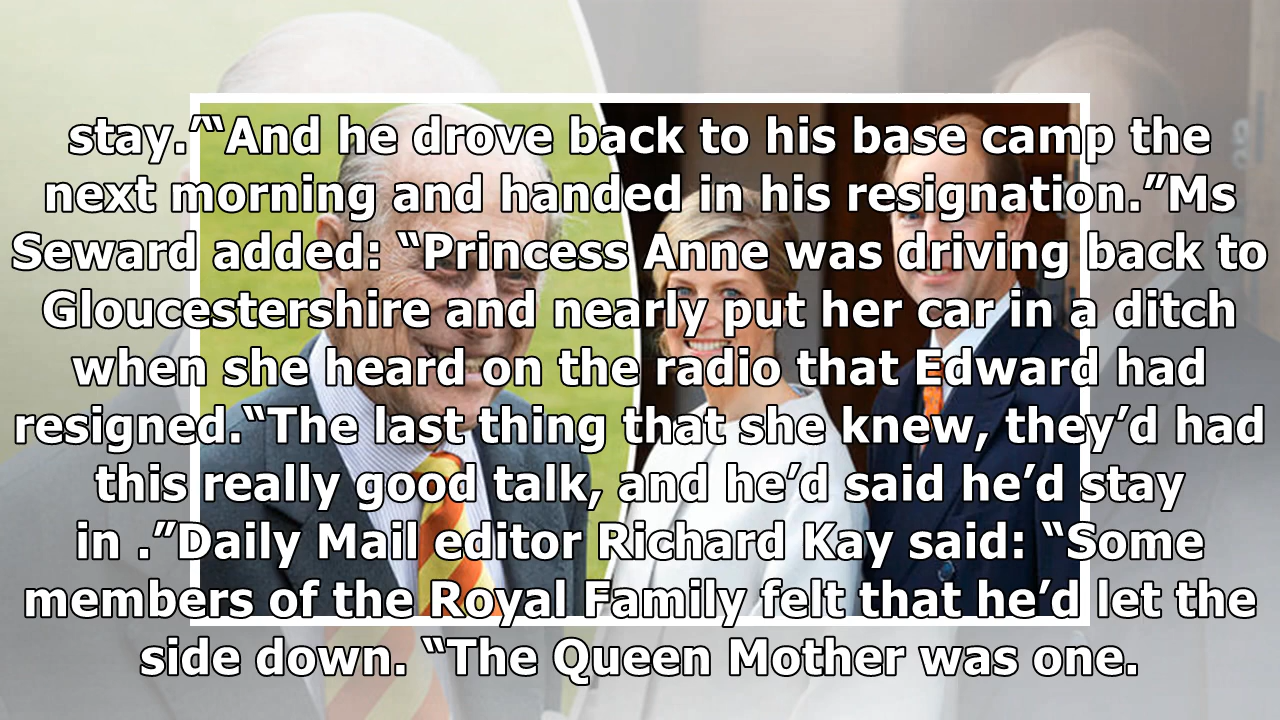 stay.’“And he drove back to his base camp the
next morning and handed in his resignation.”Ms
Seward added: “Princess Anne was driving back to
Gloucestershire and nearly put her car in a ditch
when she heard on the radio that Edward had
resigned.“The last thing that she knew, they’d had
this really good talk, and he’d said he’d stay
in .”Daily Mail editor Richard Kay said: “Some
members of the Royal Family felt that he’d let the
side down. “The Queen Mother was one.